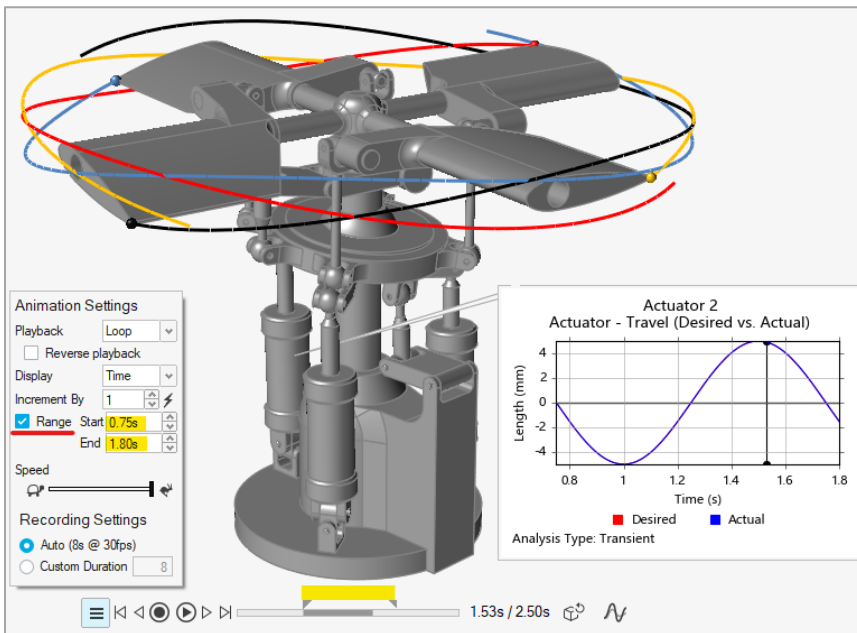 Animation Settings
Playback Loop
Reverse playback
Display Time
Increment By 1
Range Start 0.75s
End 1.80s
Speed
Recording Settings
Auto (8s @ 30fps)
Custom Duration 8
Actuator 2
Actuator - Travel (Desired vs. Actual)
Length (mm)
4
2
0
-2
-4
0.8 1 1.2 1.4 1.6 1.8
Time (s)
Desired Actual
Analysis Type: Transient
1.53s / 2.50s